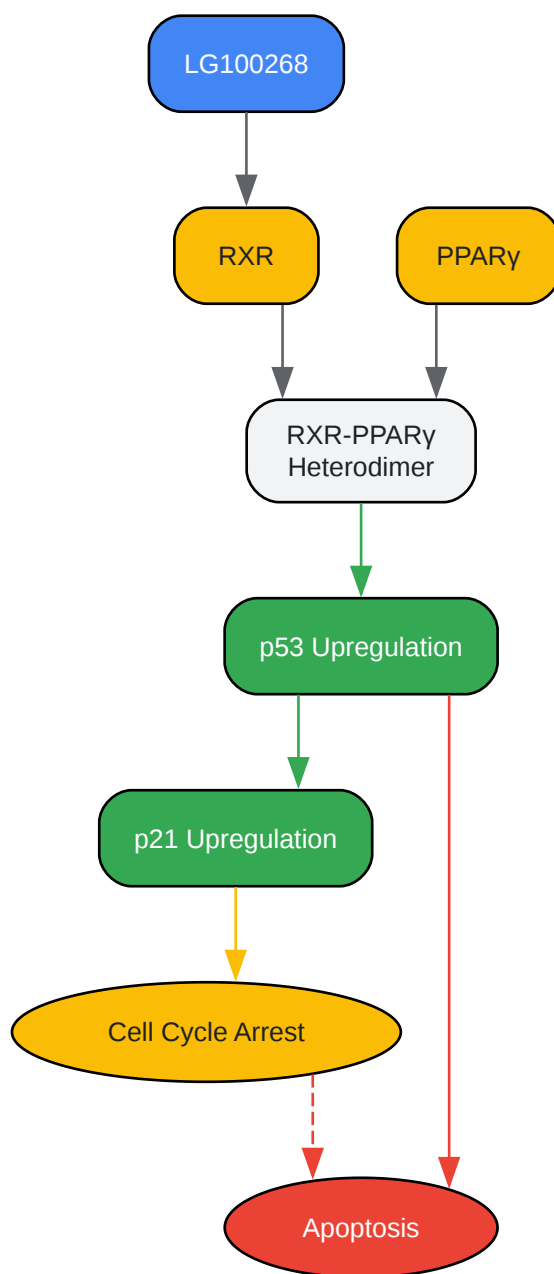 LG100268
RXR
PPARγ
RXR-PPARγ
Heterodimer
p53 Upregulation
p21 Upregulation
Cell Cycle Arrest
Apoptosis